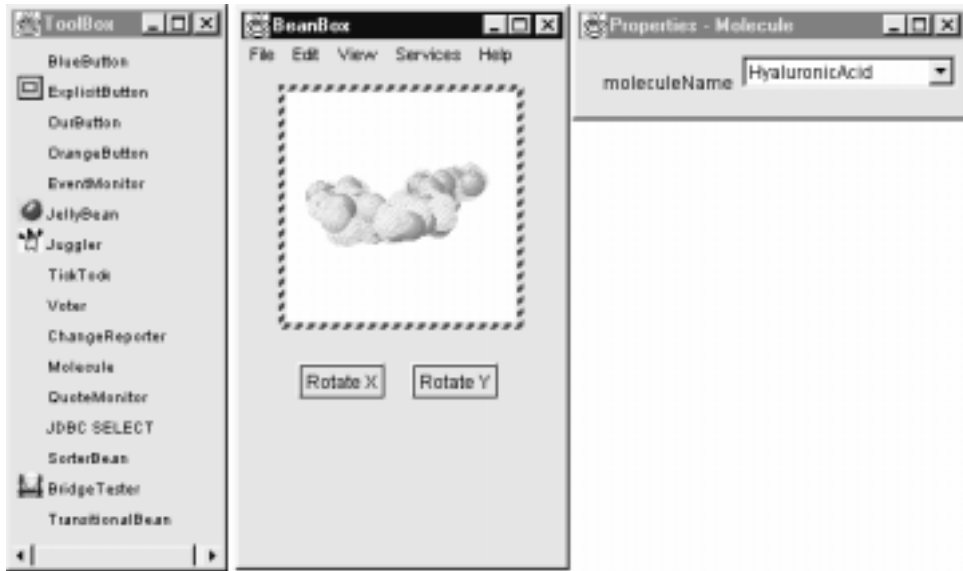 ToolBox
BlueButton
ExplicitButton
OurButton
OrangeButton
EventMonitor
JellyBean
Juggler
TickTock
Voter
ChangeReporter
Molecule
QuoteMonitor
JDBC SELECT
SorterBean
BridgeTester
TransitionalBean
BeanBox
File Edit View Services Help
Rotate X Rotate Y
Properties - Molecule
moleculeName HyaluronicAcid